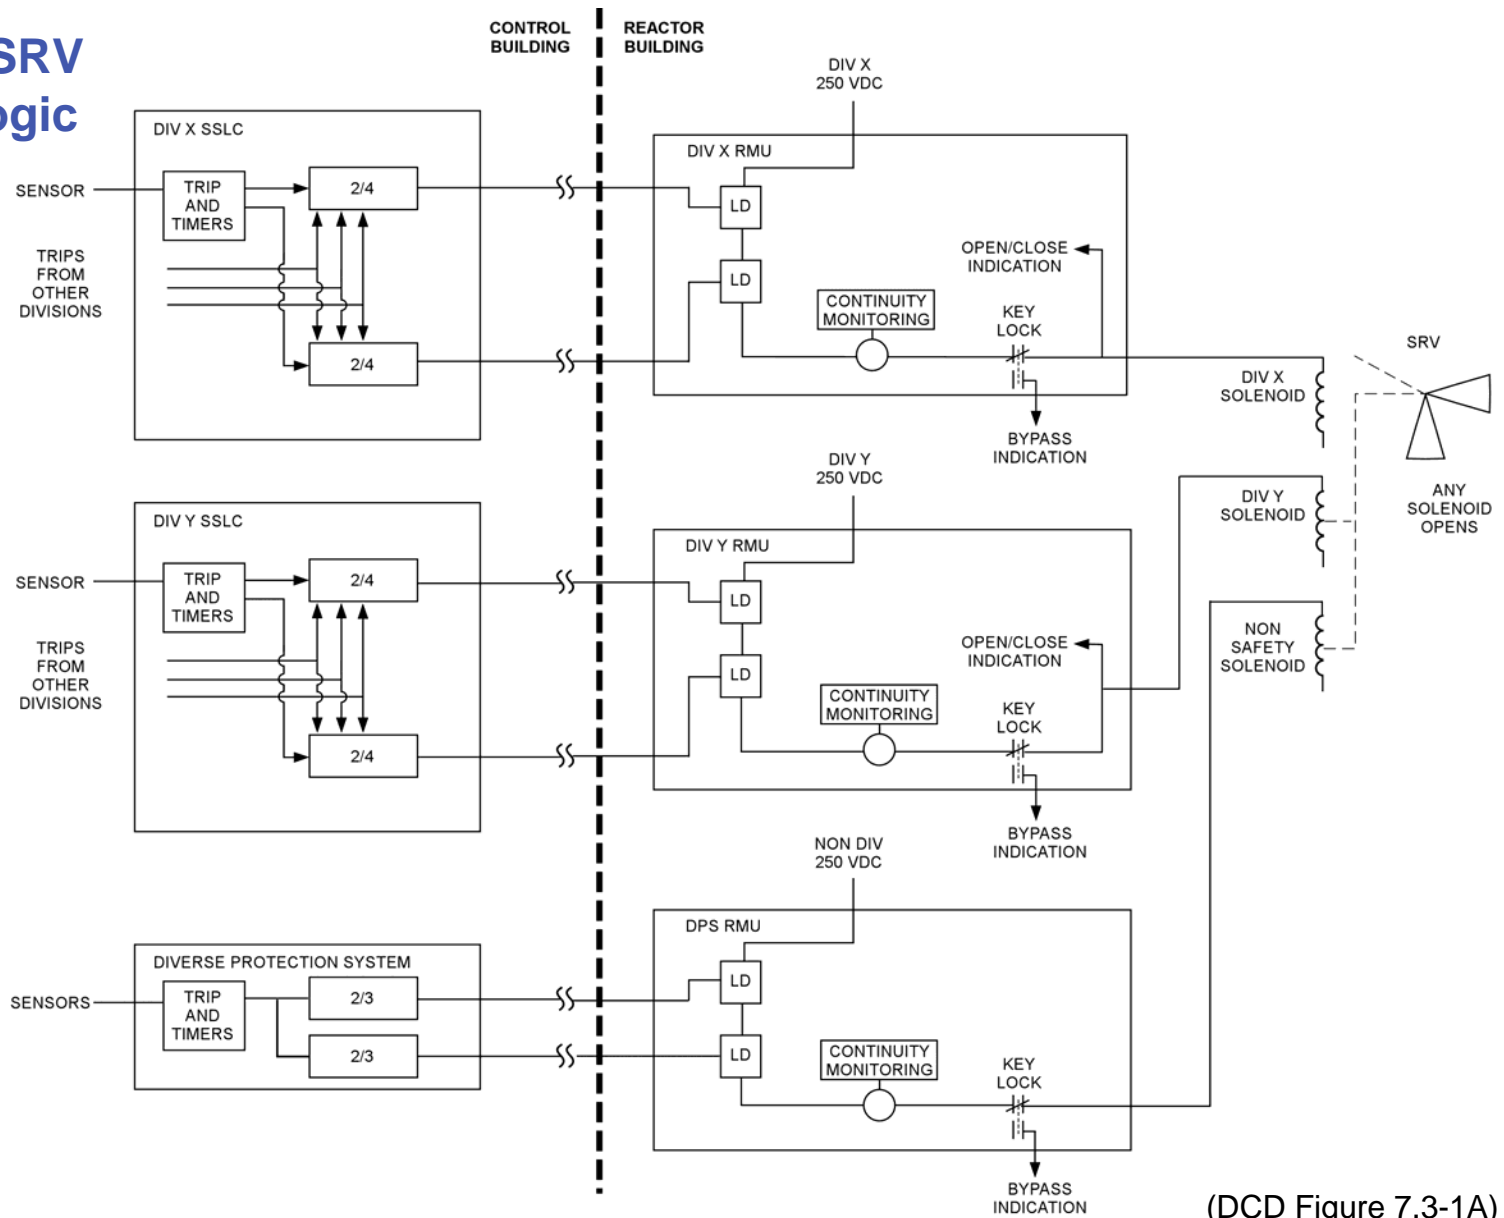 SRV
ogic
CONTROL
BUILDING
REACTOR
BUILDING
DIV X
250 VDC
DIV X SSLC
SENSOR
TRIP
AND
TIMERS
2/4
TRIPS
FROM
OTHER
DIVISIONS
2/4
DIV X RMU
LD
LD
OPEN/CLOSE
INDICATION
CONTINUITY
MONITORING
KEY
LOCK
BYPASS
INDICATION
DIV X
SOLENOID
SRV
DIV Y
SOLENOID
ANY
SOLENOID
OPENS
NON
SAFETY
SOLENOID
DIV Y
250 VDC
DIV Y SSLC
SENSOR
TRIP
AND
TIMERS
2/4
TRIPS
FROM
OTHER
DIVISIONS
2/4
DIV Y RMU
LD
LD
OPEN/CLOSE
INDICATION
CONTINUITY
MONITORING
KEY
LOCK
BYPASS
INDICATION
NON DIV
250 VDC
DIVERSE PROTECTION SYSTEM
SENSORS
TRIP
AND
TIMERS
2/3
2/3
DPS RMU
LD
LD
CONTINUITY
MONITORING
KEY
LOCK
BYPASS
INDICATION
(DCD Figure 7.3-1A)